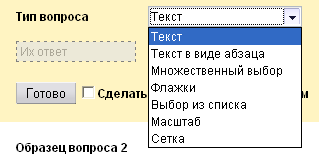 Тип вопроса Текст
Текст
Текст в виде абзаца
Их ответ
Множественный выбор
Флажки
Готово Сделать Выбор из списка м
Масштаб
Сетка
Образец вопроса 2